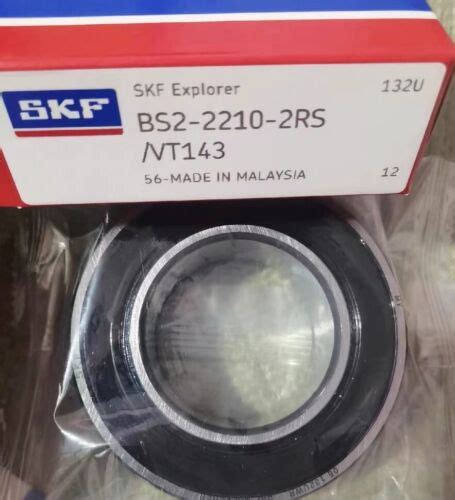 SKF
SKF Explorer
132U
BS2-2210-2RS
/VT143
56-MADE IN MALAYSIA
12